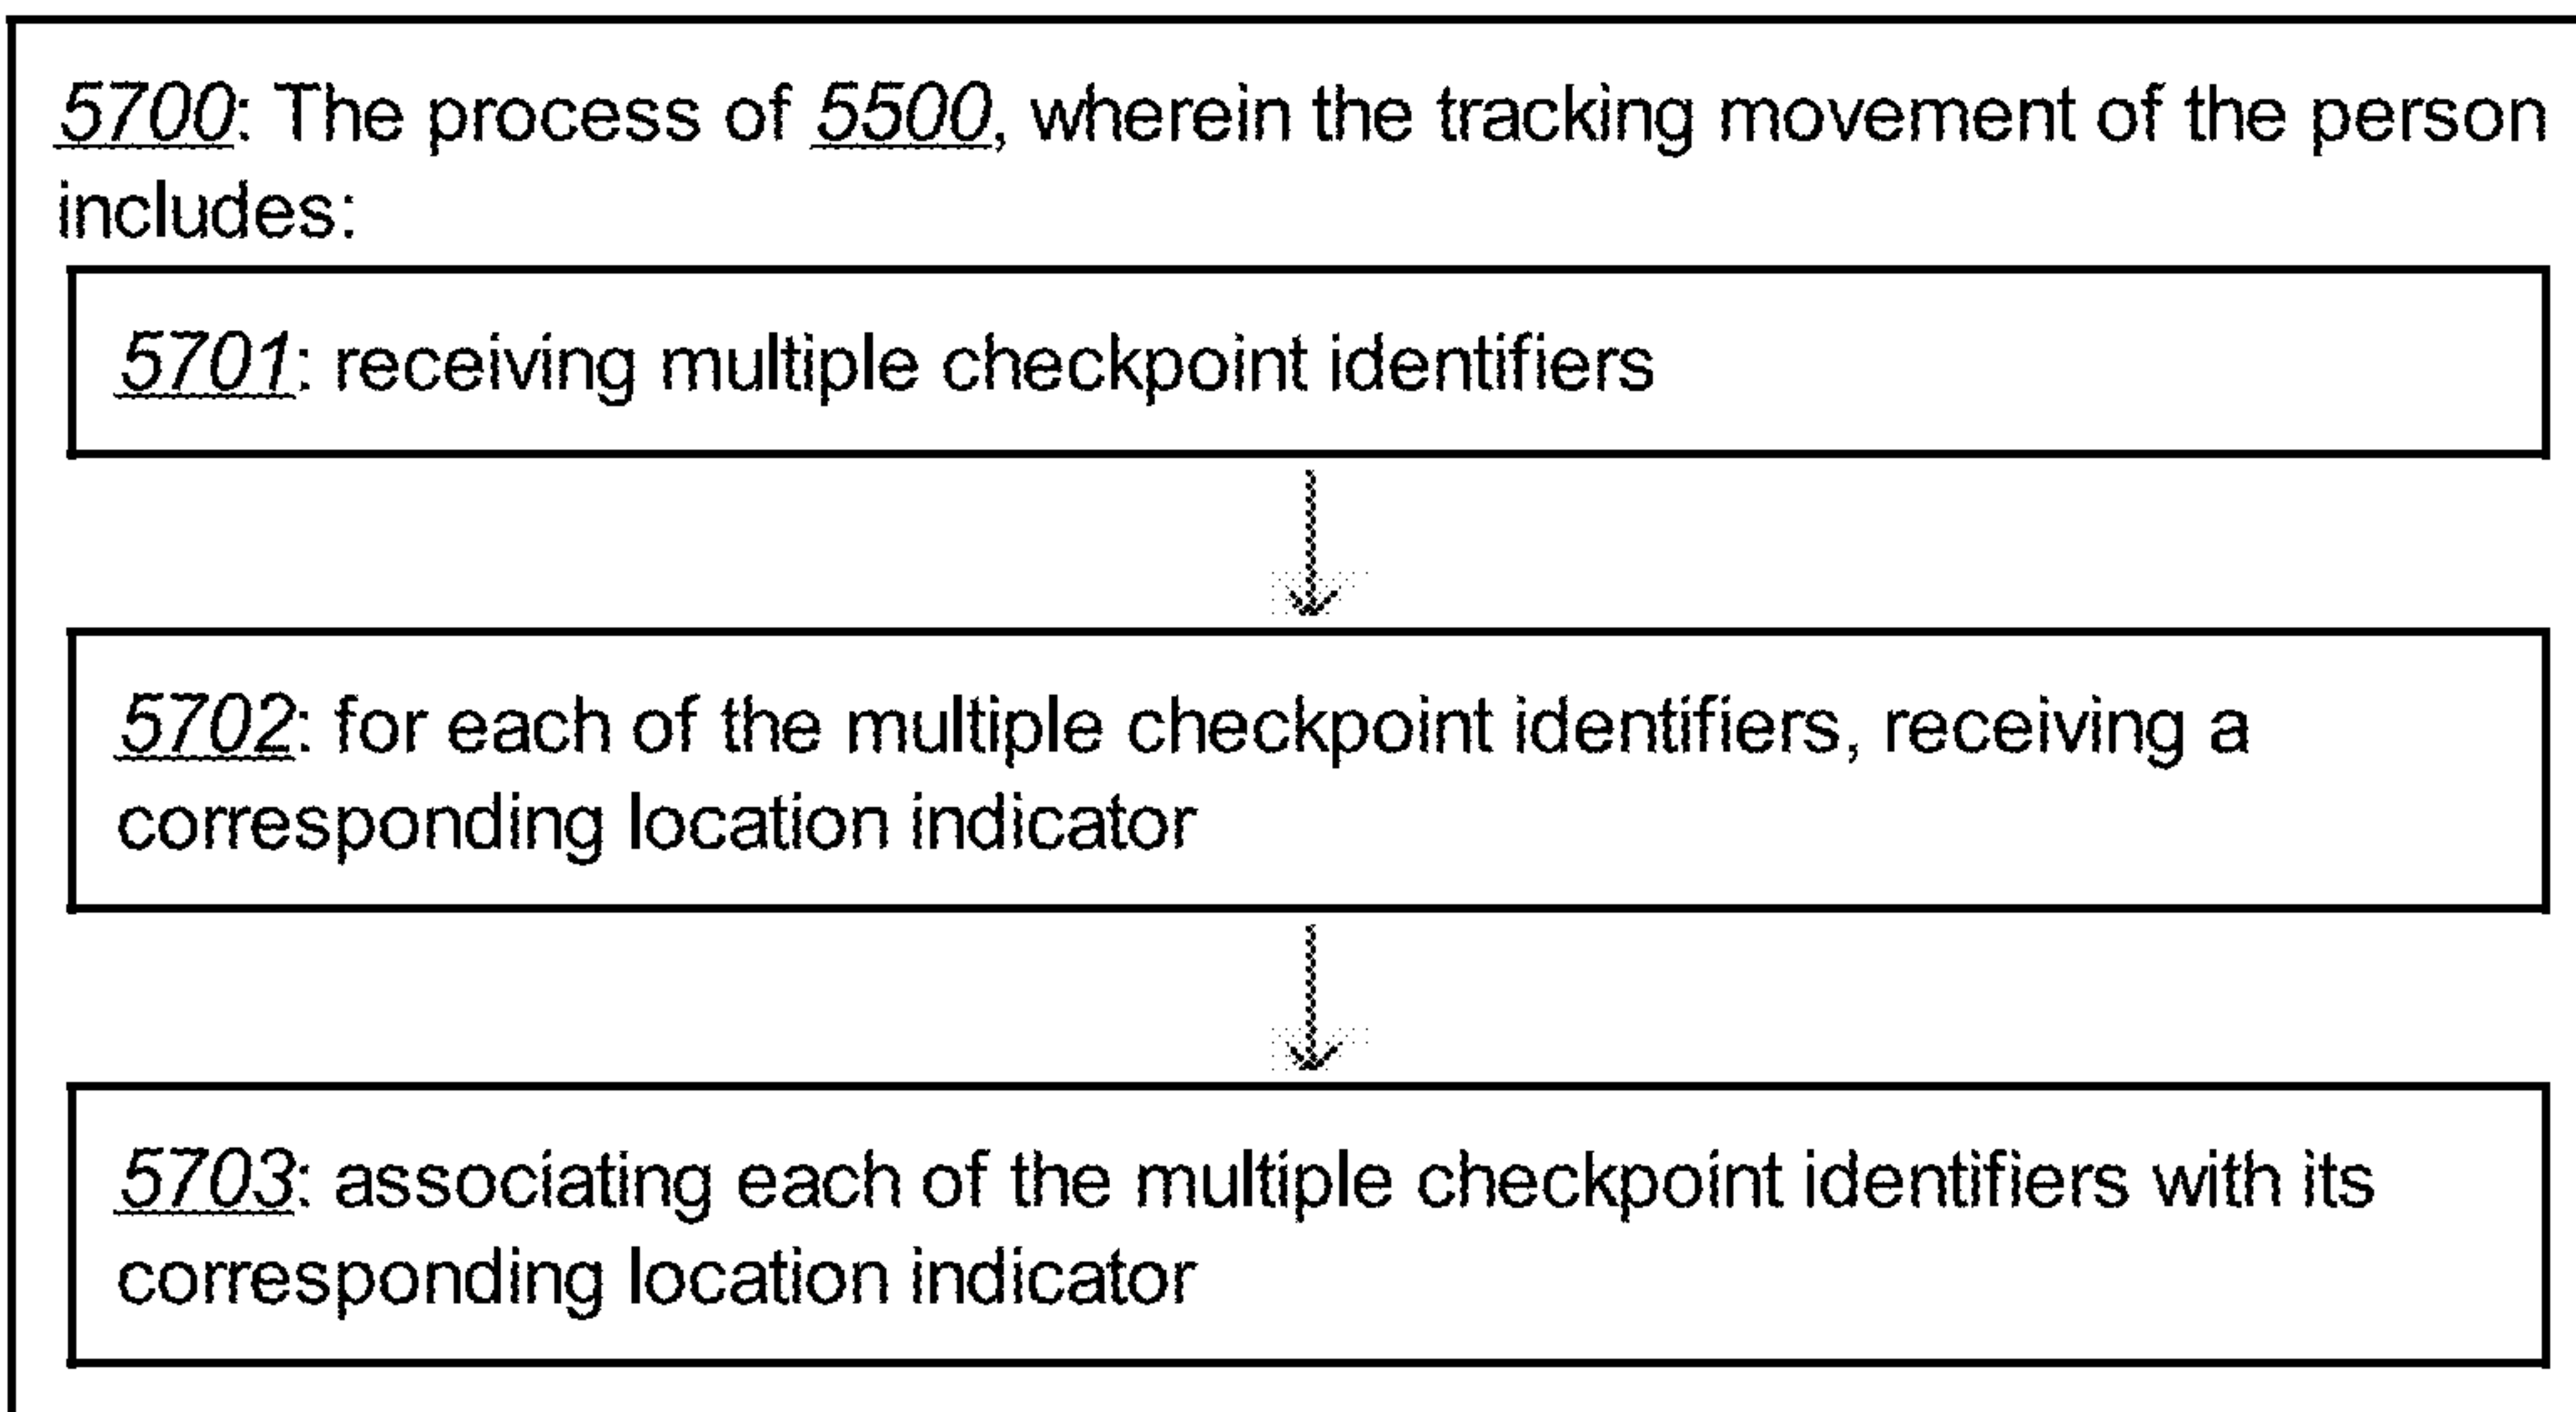 5700: The process of 5500, wherein the tracking movement of the person
includes:
5701: receiving multiple checkpoint identifiers
5702: for each of the multiple checkpoint identifiers, receiving a
corresponding location indicator
5703: associating each of the multiple checkpoint identifiers with its
corresponding location indicator